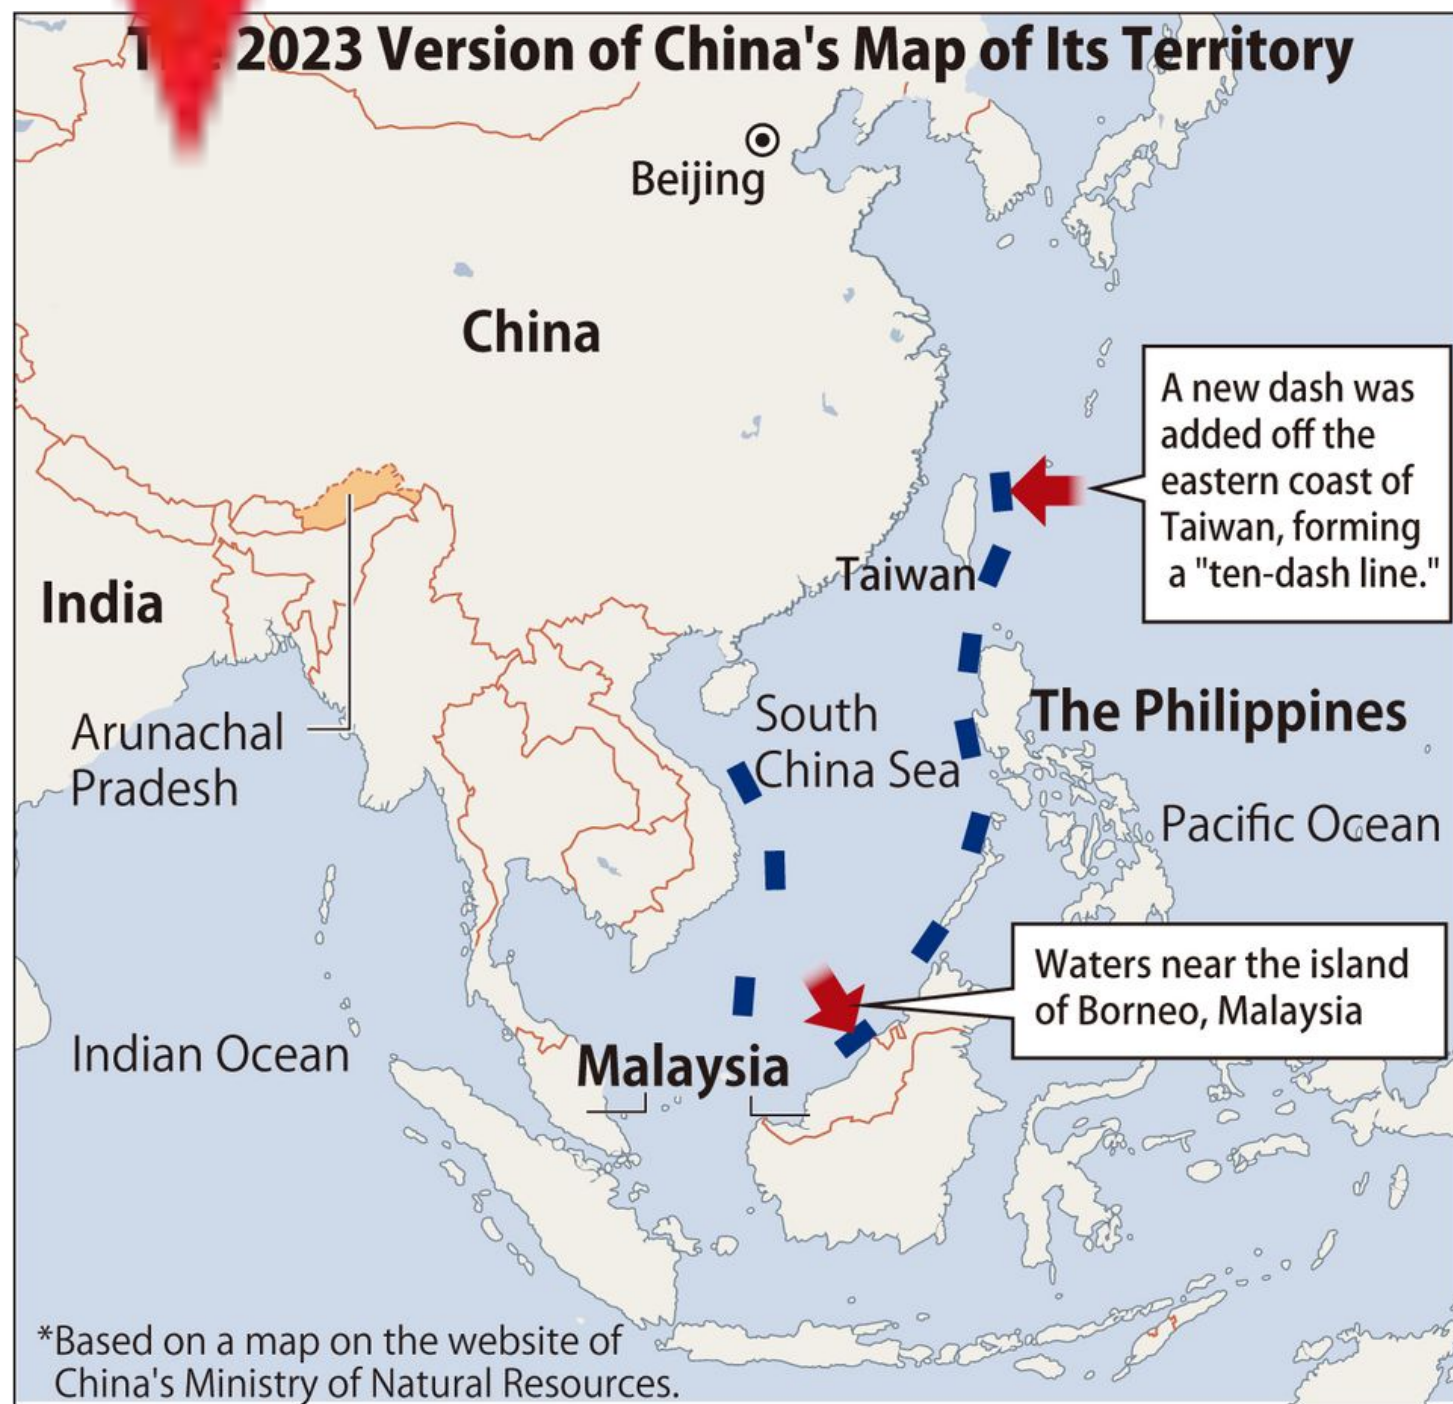 The 2023 Version of China's Map of Its Territory
Beijing
China
A new dash was
added off the
eastern coast of
Taiwan, forming
a "ten-dash line."
Taiwan
India
South
China Sea
The Philippines
Arunachal
Pradesh
Pacific Ocean
Waters near the island
of Borneo, Malaysia
Indian Ocean
Malaysia
*Based on a map on the website of
China's Ministry of Natural Resources.